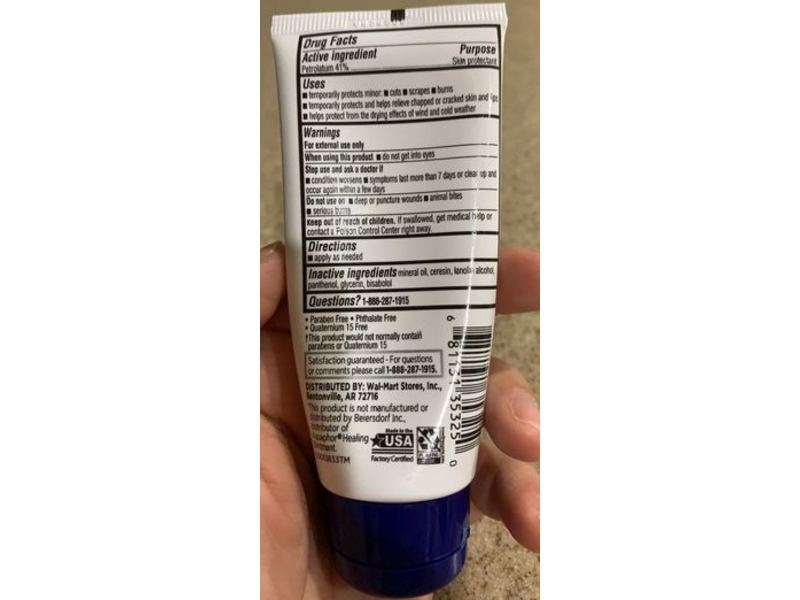 Drug Facts
Active ingredient Purpose
Petrolatum 41% Skin protectant
Uses
■ temporarily protects minor: ■ cuts ■ scrapes ■ burns
■ temporarily protects and helps relieve chapped or cracked skin and lips
■ helps protect from the drying effects of wind and cold weather
Warnings
For external use only
When using this product ■ do not get into eyes
Stop use and ask a doctor if
■ condition worsens ■ symptoms last more than 7 days or clear up and
occur again within a few days
Do not use on ■ deep or puncture wounds ■ animal bites
■ serious burns
Keep out of reach of children. If swallowed, get medical help or
contact a Poison Control Center right away.
Directions
■ apply as needed
Inactive ingredients mineral oil, ceresin, lanolin alcohol,
panthenol, glycerin, bisabolol
Questions? 1-888-287-1915
• Paraben Free • Phthalate Free
• Quaternium 15 Free
†This product would not normally contain
parabens or Quaternium 15
Satisfaction guaranteed - For questions
or comments please call 1-888-287-1915.
DISTRIBUTED BY: Wal-Mart Stores, Inc.,
Bentonville, AR 72716
This product is not manufactured or
distributed by Beiersdorf Inc.,
distributor of
Aquaphor® Healing
Ointment.
Made in the
USA
Factory Certified
6 81131 35325 0